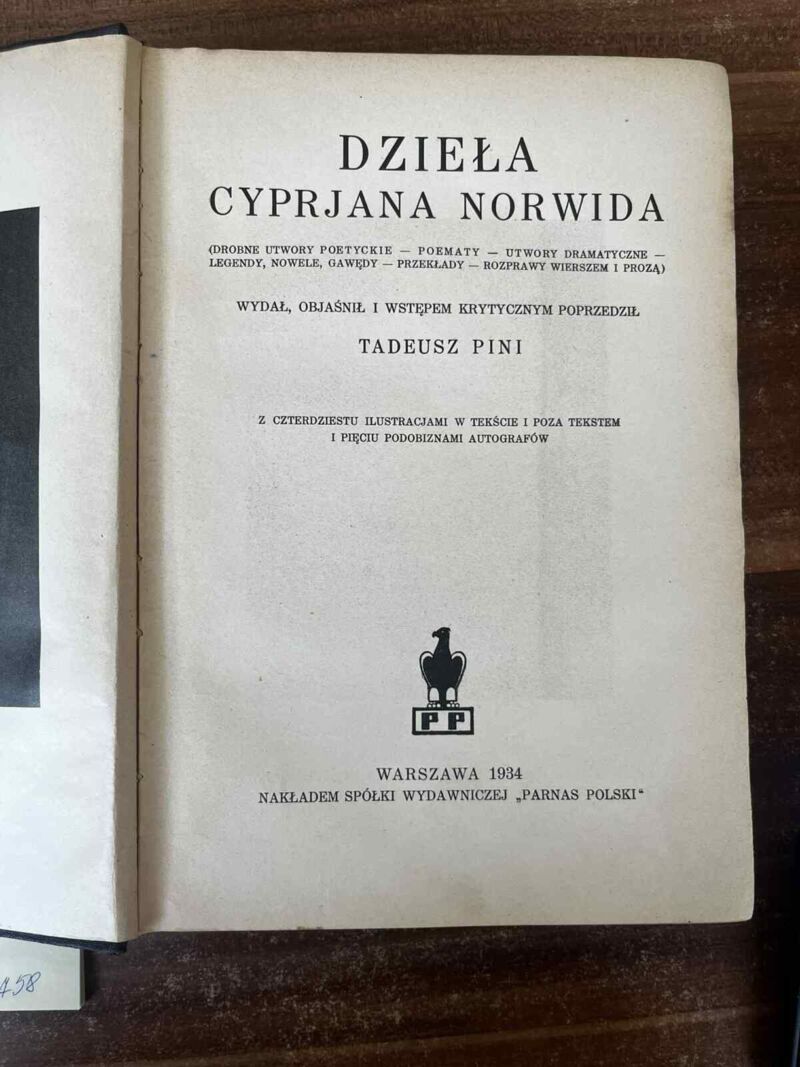 DZIEŁA
CYPRJANA NORWIDA
(DROBNE UTWORY POETYCKIE — POEMATY — UTWORY DRAMATYCZNE —
LEGENDY, NOWELE, GAWĘDY — PRZEKŁADY — ROZPRAWY WIERSZEM I PROZĄ)
WYDAŁ, OBJAŚNIŁ I WSTĘPEM KRYTYCZNYM POPRZEDZIŁ
TADEUSZ PINI
Z CZTERDZIESTU ILUSTRACJAMI W TEKŚCIE I POZA TEKSTEM
I PIĘCIU PODOBIZNAMI AUTOGRAFÓW
P P
WARSZAWA 1934
NAKŁADEM SPÓŁKI WYDAWNICZEJ „PARNAS POLSKI“